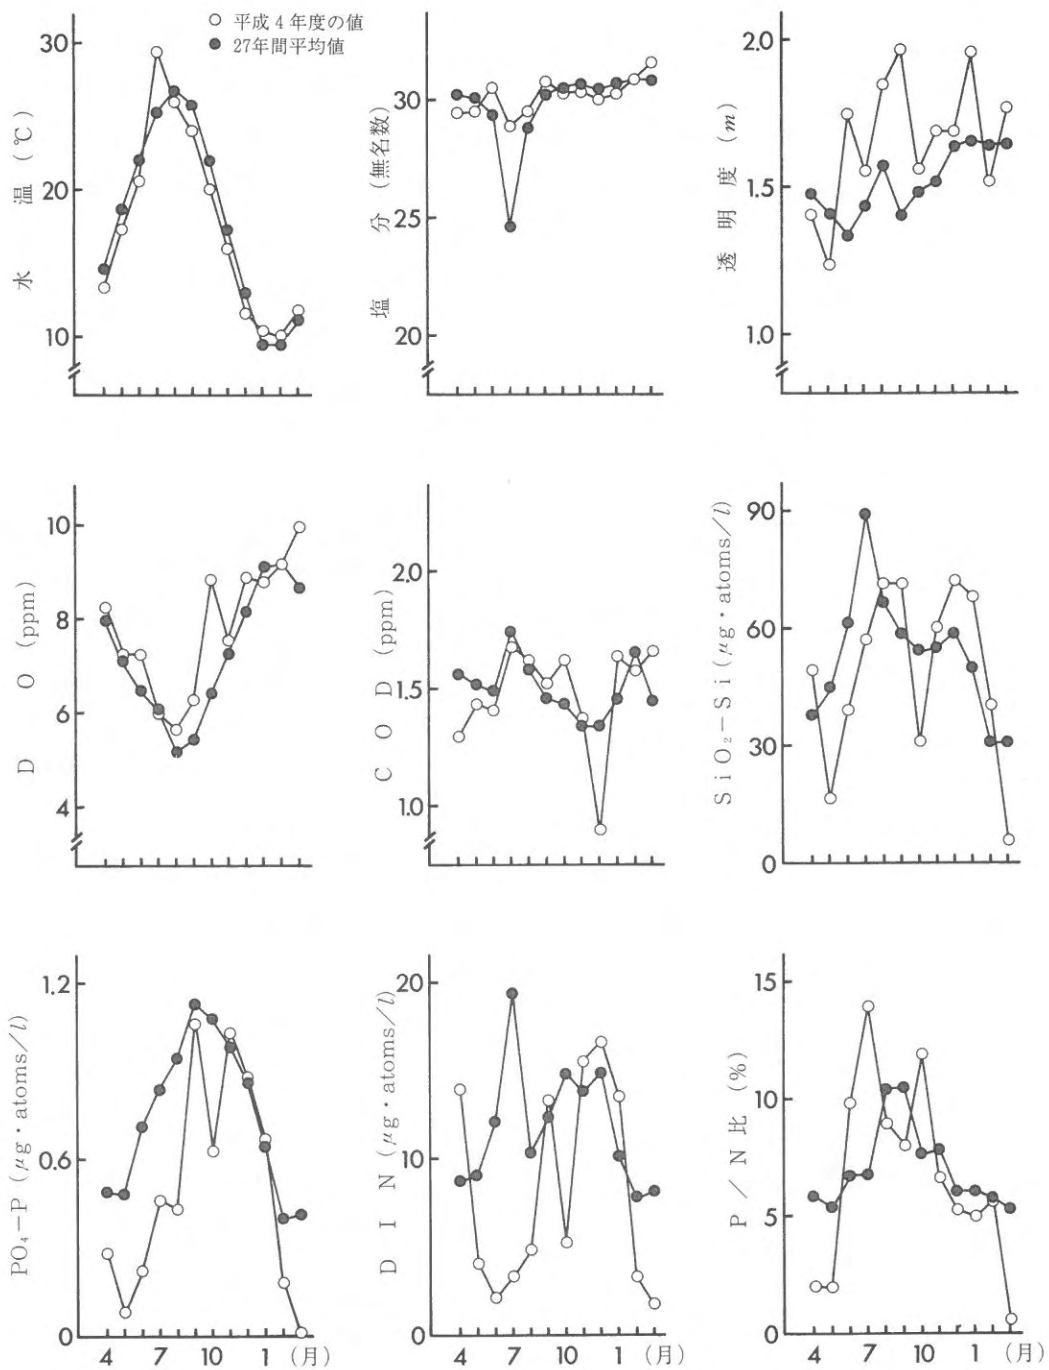 ○ 平成4年度の値
● 27年間平均値
水温(℃)
30
20
10
塩分(無名数)
30
25
20
透明度(m)
2.0
1.5
1.0
D O (ppm)
10
8
6
4
C O D (ppm)
2.0
1.5
1.0
SiO₂−Si(μg・atoms/l)
90
60
30
0
PO₄−P(μg・atoms/l)
1.2
0.6
0
4 7 10 1 (月)
D I N (μg・atoms/l)
20
10
0
4 7 10 1 (月)
P/N比(%)
15
10
5
0
4 7 10 1 (月)